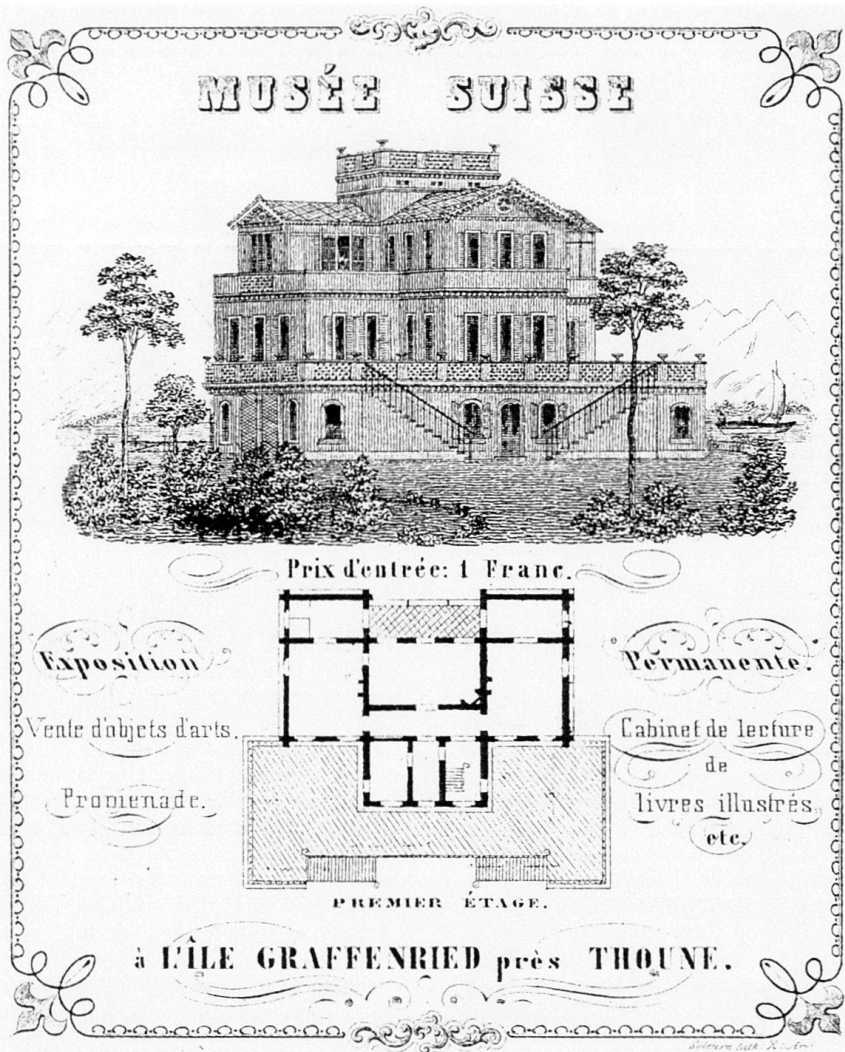 MUSÉE SUISSE
Prix d'entrée: 1 Franc.
Exposition Permanente.
Vente d'objets d'arts.
Promenade.
Cabinet de lecture
de
livres illustrés,
etc.
PREMIER ÉTAGE.
à L'ÎLE GRAFFENRIED près THOUNE.